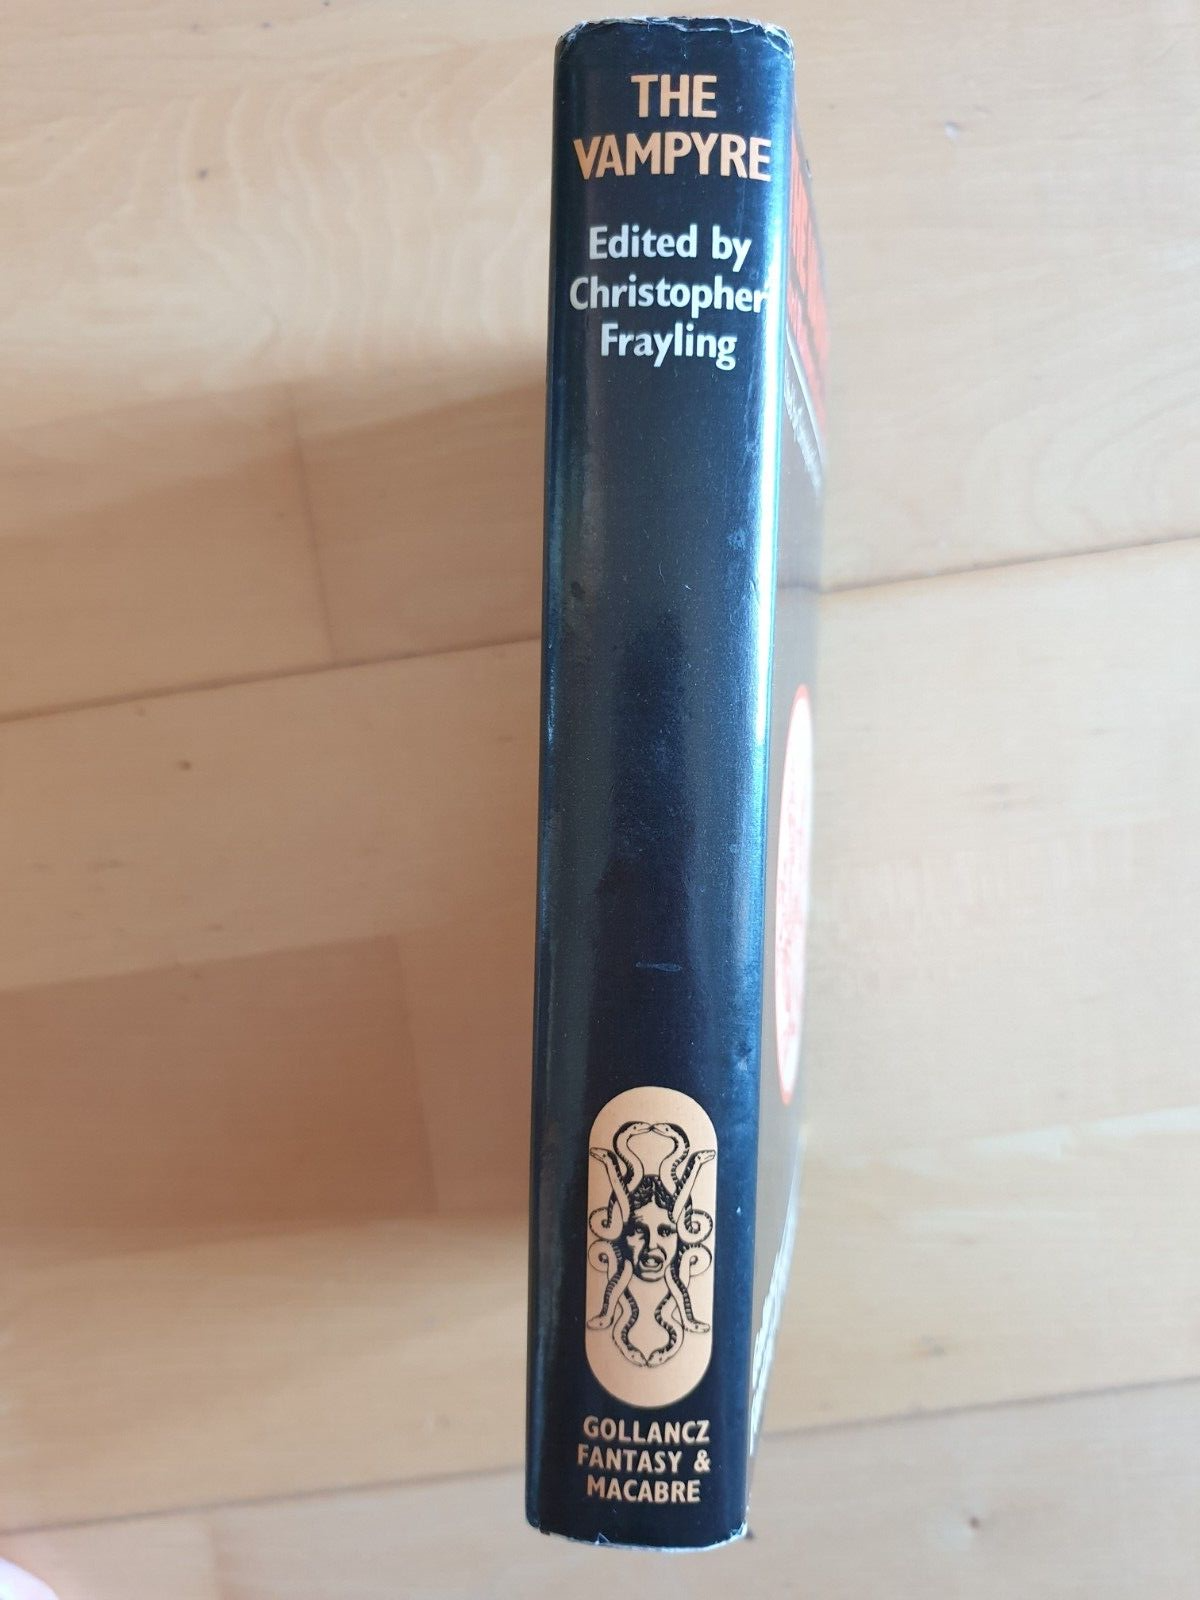 THE
VAMPYRE
Edited by
Christopher
Frayling
GOLLANCZ
FANTASY &
MACABRE